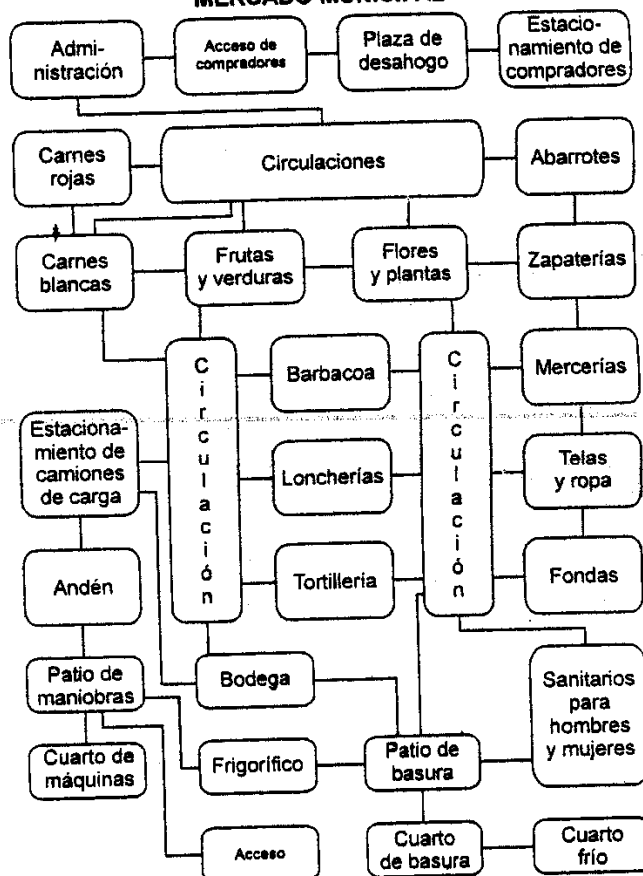 MERCADO MUNICIPAL
Admi-
nistración
Acceso de
compradores
Plaza de
desahogo
Estacio-
namiento de
compradores
Carnes
rojas
Circulaciones
Abarrotes
Carnes
blancas
Frutas
y verduras
Flores
y plantas
Zapaterías
Circulación
Barbacoa
Circulación
Mercerías
Estaciona-
miento de
camiones
de carga
Loncherías
Telas
y ropa
Andén
Tortillería
Fondas
Patio de
maniobras
Bodega
Sanitarios
para
hombres
y mujeres
Cuarto de
máquinas
Frigorífico
Patio de
basura
Acceso
Cuarto
de basura
Cuarto
frío